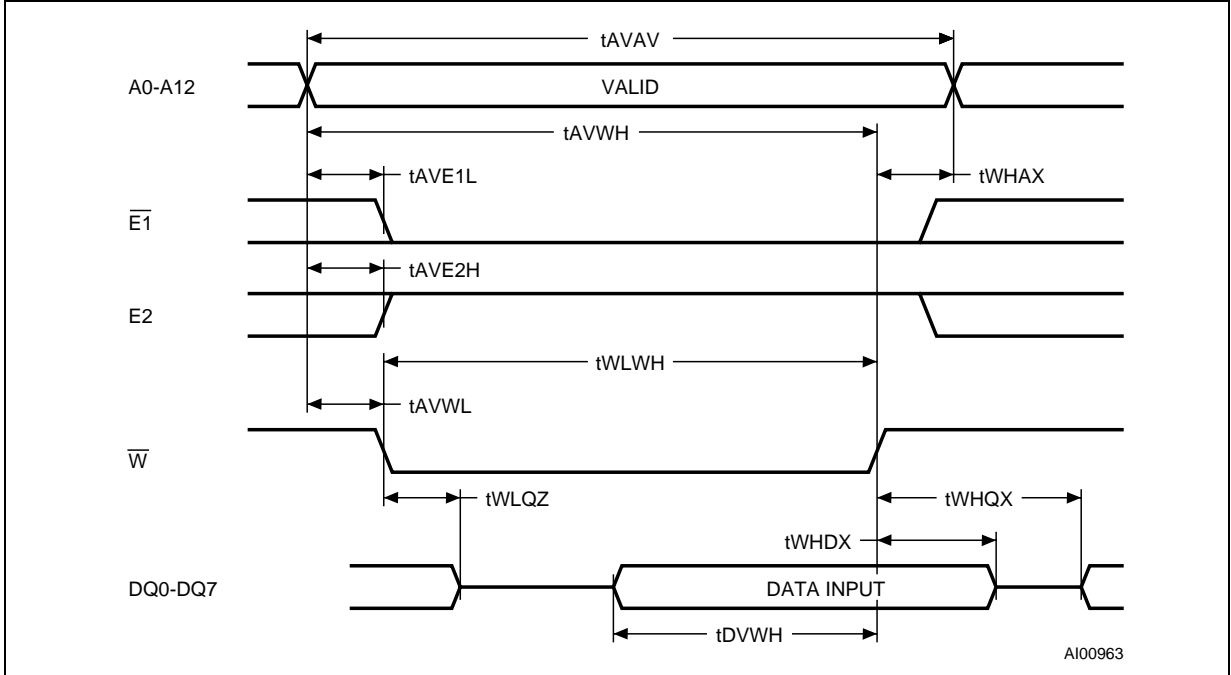 tAVAV
A0-A12
VALID
tAVWH
tAVE1L
tWHAX
E1
tAVE2H
E2
tWLWH
tAVWL
W
tWLQZ
tWHQX
tWHDX
DQ0-DQ7
DATA INPUT
tDVWH
AI00963